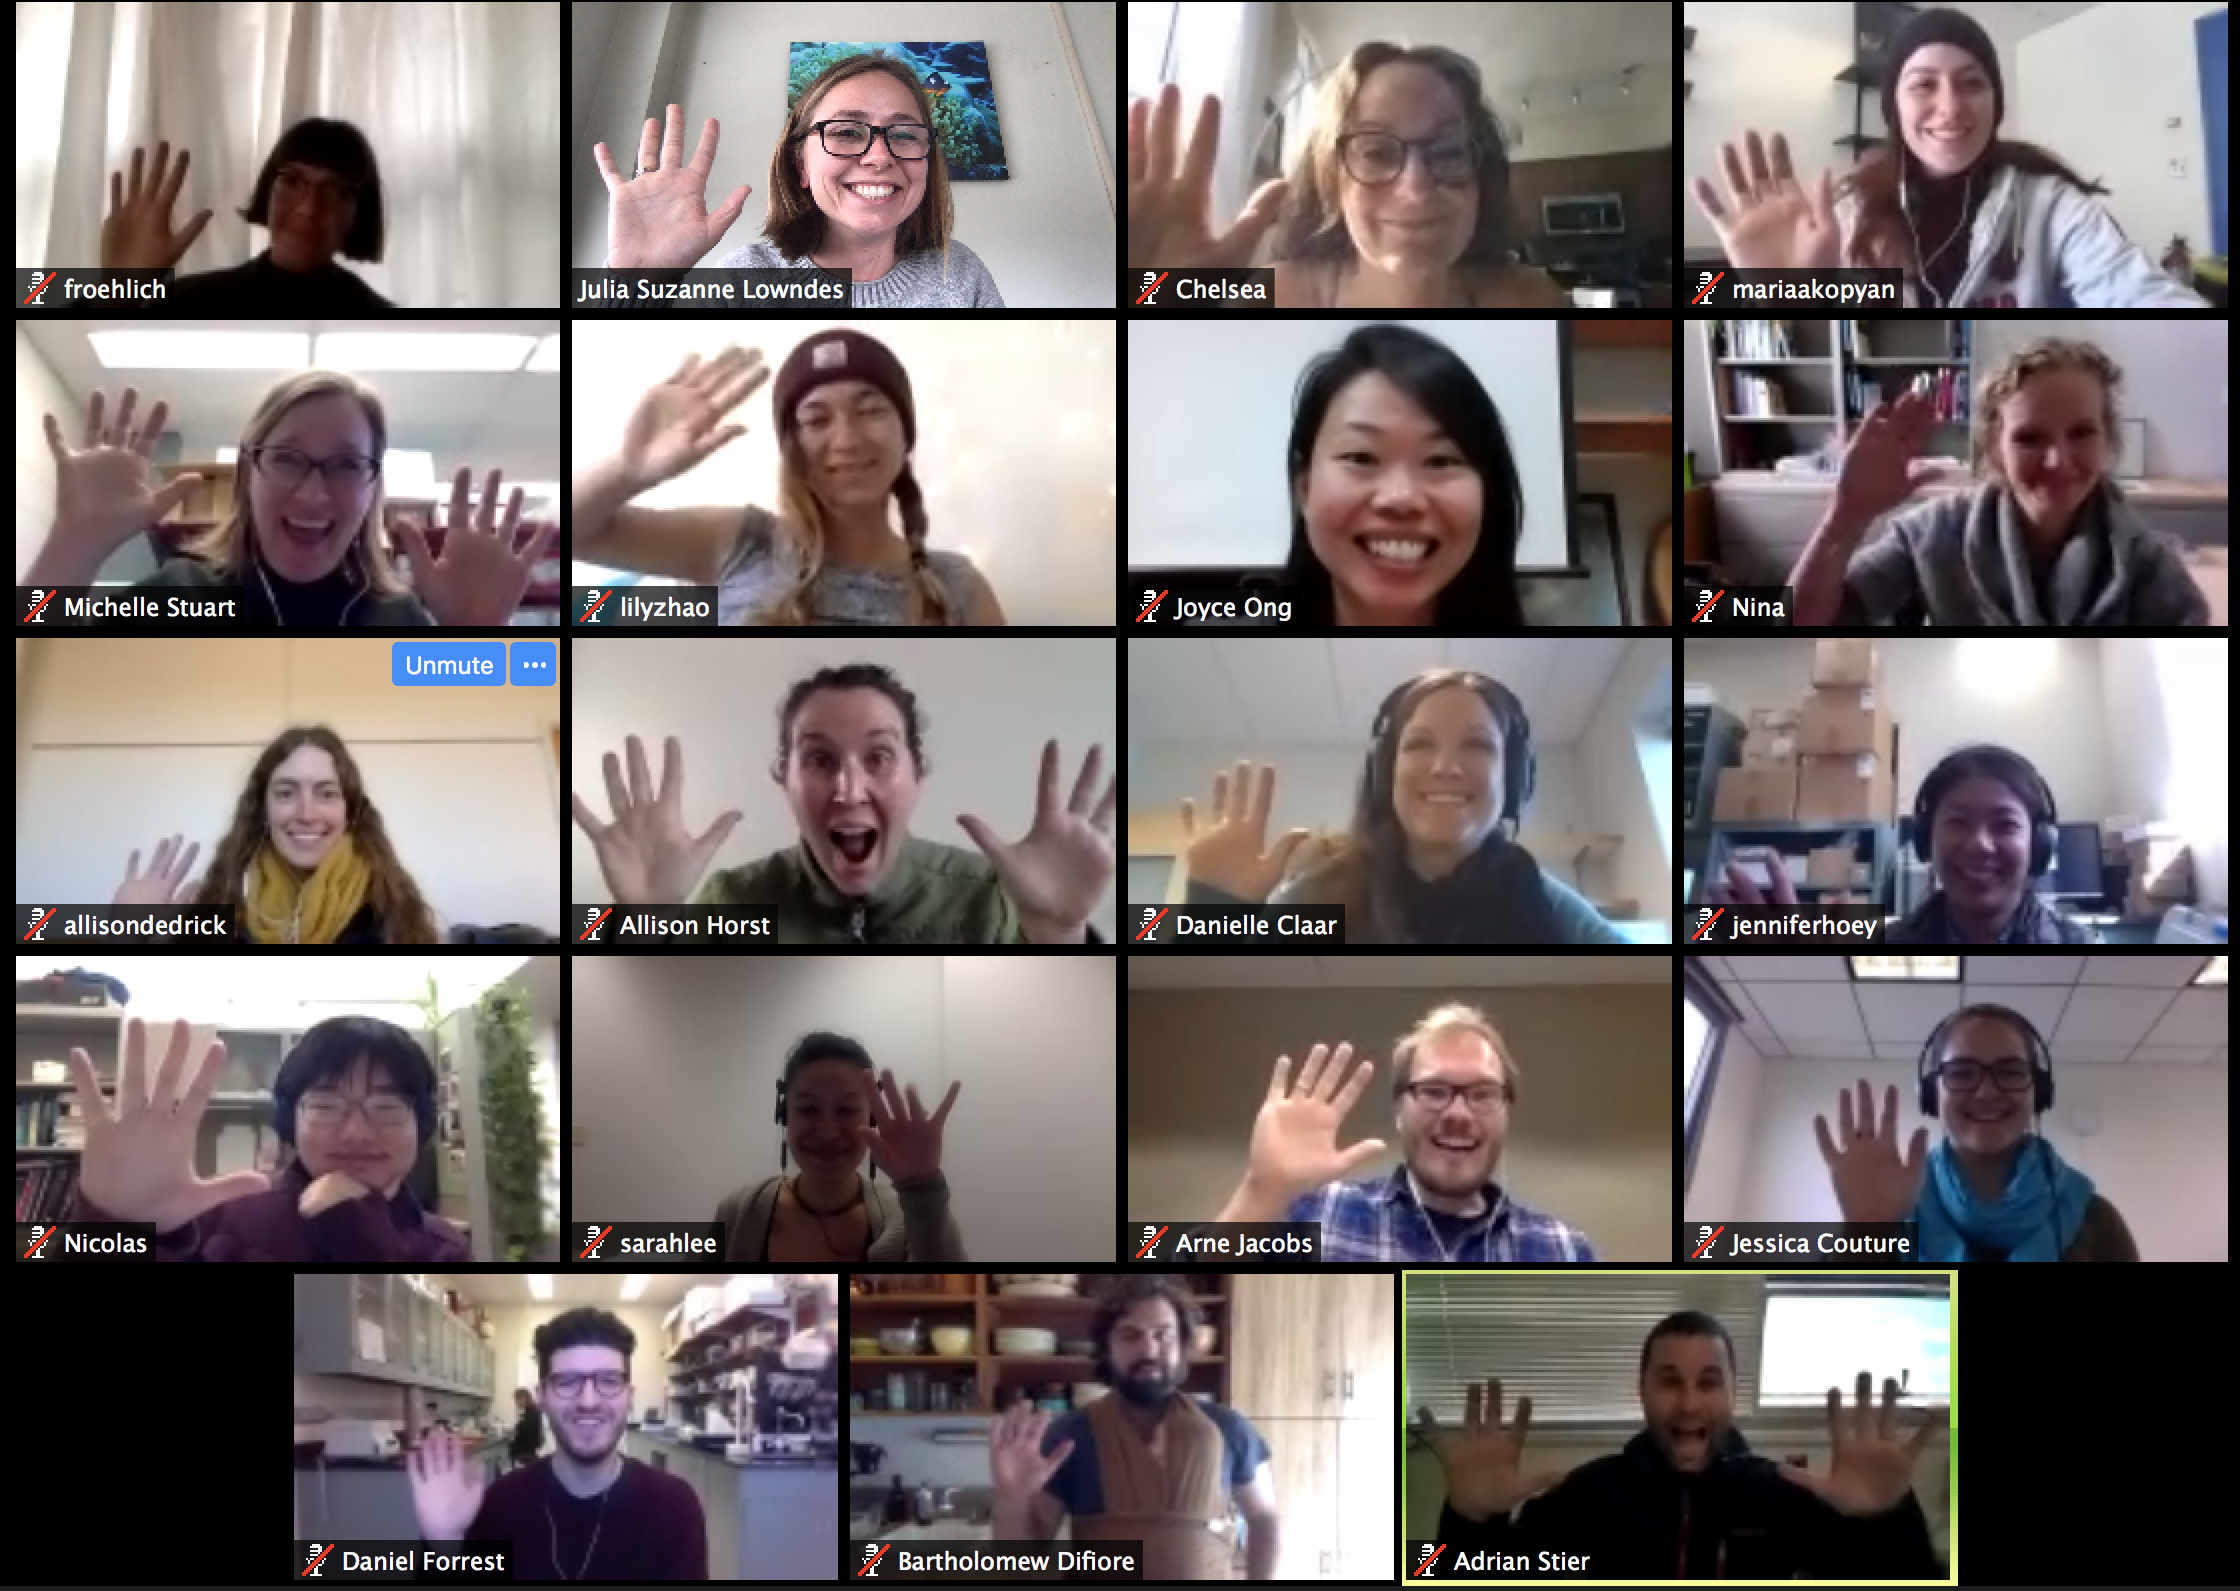 froehlich
Julia Suzanne Lowndes
Chelsea
mariaakopyan
Michelle Stuart
lilyzhao
Joyce Ong
Nina
Unmute
allisondedrick
Allison Horst
Danielle Claar
jenniferhoey
Nicolas
sarahlee
Arne Jacobs
Jessica Couture
Daniel Forrest
Bartholomew Difiore
Adrian Stier